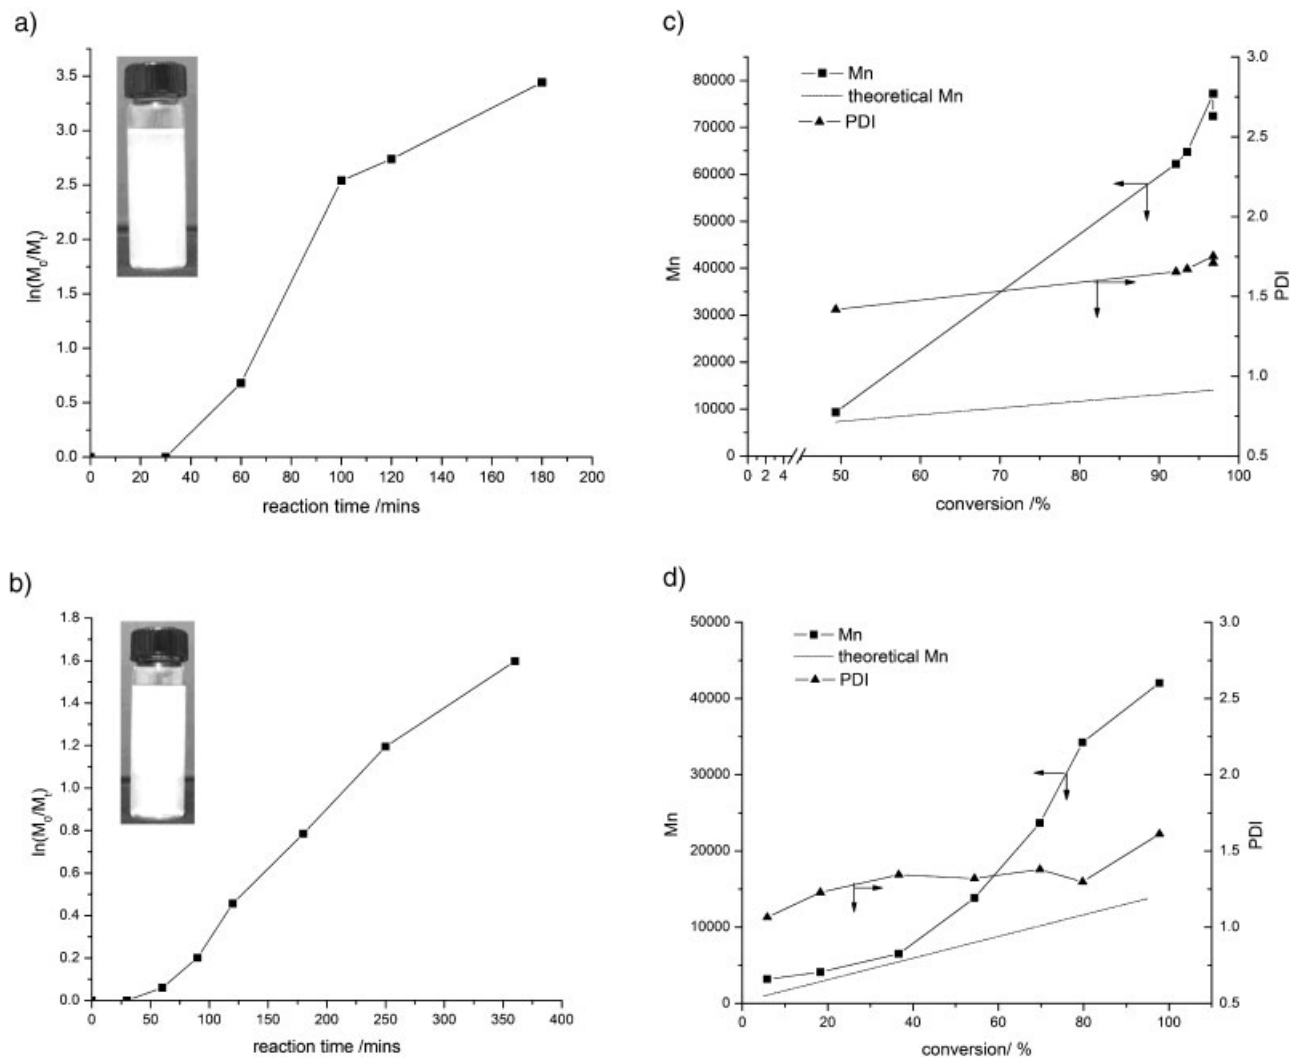 a)
ln(M0/Mt)
3.5
3.0
2.5
2.0
1.5
1.0
0.5
0.0
0 20 40 60 80 100 120 140 160 180 200
reaction time /mins
c)
Mn
theoretical Mn
PDI
Mn
80000
70000
60000
50000
40000
30000
20000
10000
0
3.0
2.5
2.0
1.5
1.0
0.5
PDI
0 2 4 50 60 70 80 90 100
conversion /%
b)
ln(M0/Mt)
1.8
1.6
1.4
1.2
1.0
0.8
0.6
0.4
0.2
0.0
0 50 100 150 200 250 300 350 400
reaction time /mins
d)
Mn
theoretical Mn
PDI
Mn
50000
40000
30000
20000
10000
0
3.0
2.5
2.0
1.5
1.0
0.5
PDI
0 20 40 60 80 100
conversion/ %